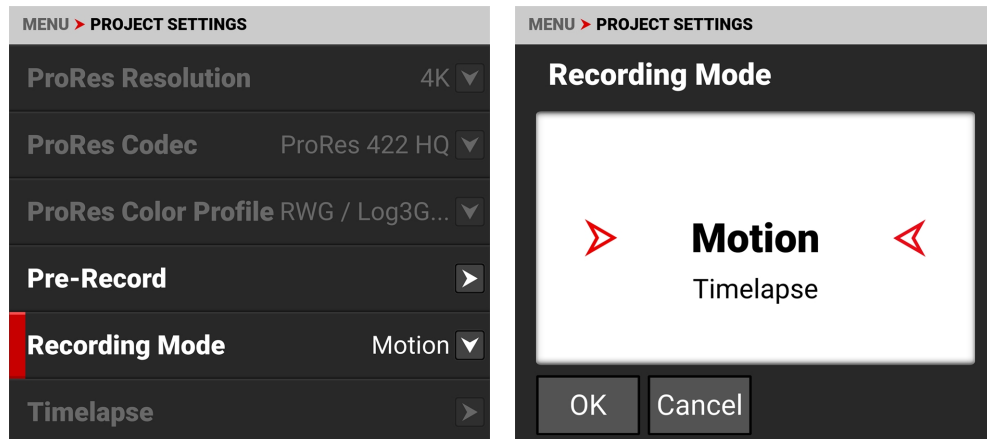 MENU ➤ PROJECT SETTINGS
ProRes Resolution 4K
ProRes Codec ProRes 422 HQ
ProRes Color Profile RWG / Log3G...
Pre-Record
Recording Mode Motion
Timelapse
MENU ➤ PROJECT SETTINGS
Recording Mode
Motion
Timelapse
OK Cancel